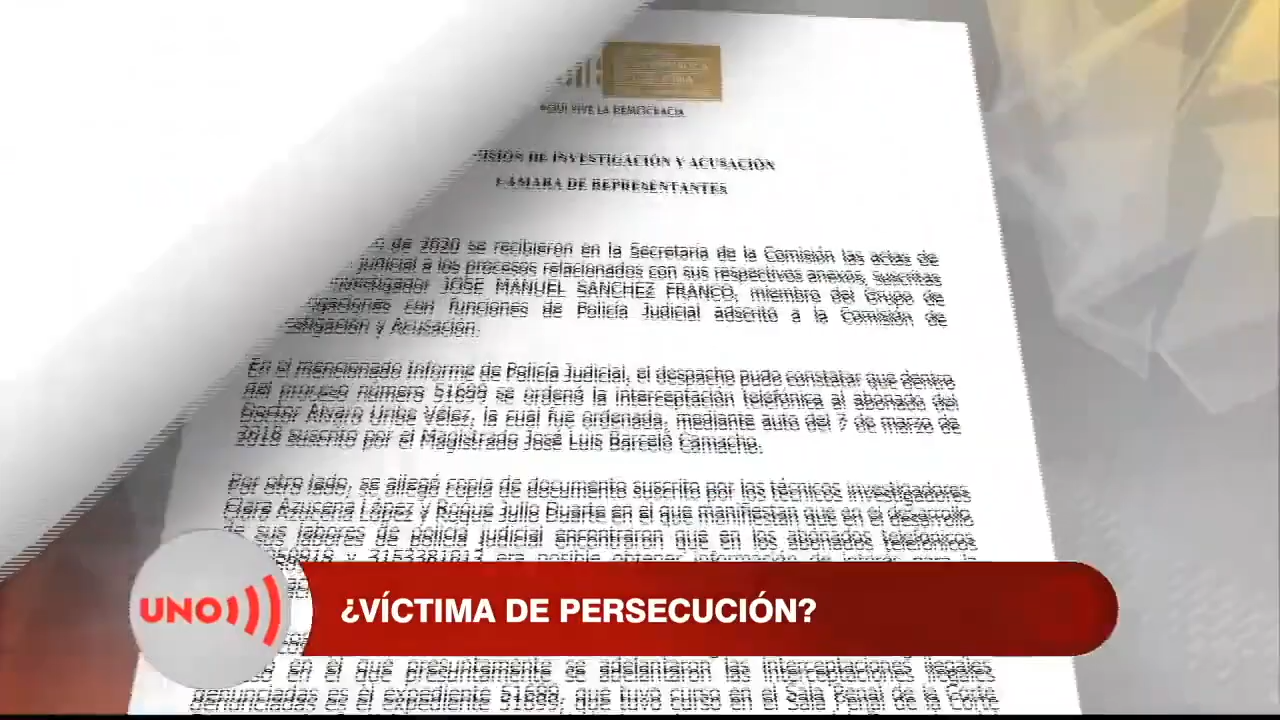 AQUÍ VIVE LA DEMOCRACIA
DE INVESTIGACIÓN Y ACUSACIÓN
CÁMARA DE REPRESENTANTES
de 2020 se recibieron en la Secretaria de la Comisión las actas de
judicial a los procesos relacionados con sus respectivos anexos, suscritas
JOSE MANUEL SANCHEZ FRANCO, miembro del Grupo de
con funciones de Policía Judicial adscrito a la Comisión de
y Acusación.
En el mencionado Informe de Policía Judicial, el despacho pudo constatar que dentro
del proceso número 51699 se ordenó la interceptación telefónica al abonado del
Doctor Álvaro Uribe Vélez, la cual fue ordenada, mediante auto del 7 de marzo de
2018 suscrito por el Magistrado José Luis Barceló Camacho.
Por otro lado, se allegó copia de documento suscrito por los técnicos investigadores
Clara Azucena López y Roque Julio Duarte en el que manifiestan que en el desarrollo
de sus labores de policía judicial encontraron que en los abonados telefónicos
y era posible obtener información de interés para la
UNO
¿VÍCTIMA DE PERSECUCIÓN?
en el que presuntamente se adelantaron las interceptaciones ilegales
denunciadas es el expediente 51699, que tuvo curso en el Sala Penal de la Corte